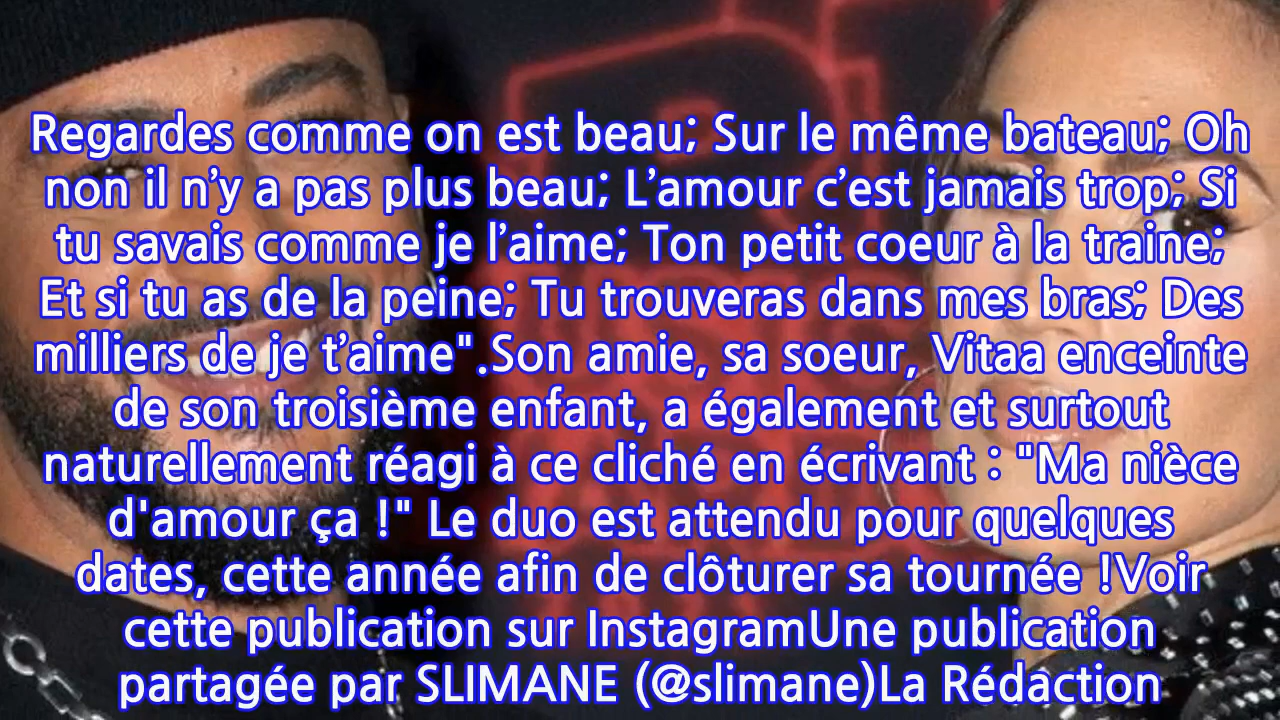 Regardes comme on est beau; Sur le même bateau; Oh
non il n’y a pas plus beau; L’amour c’est jamais trop; Si
tu savais comme je l’aime; Ton petit coeur à la traine;
Et si tu as de la peine; Tu trouveras dans mes bras; Des
milliers de je t’aime".Son amie, sa soeur, Vitaa enceinte
de son troisième enfant, a également et surtout
naturellement réagi à ce cliché en écrivant : "Ma nièce
d'amour ça !" Le duo est attendu pour quelques
dates, cette année afin de clôturer sa tournée !Voir
cette publication sur InstagramUne publication
partagée par SLIMANE (@slimane)La Rédaction